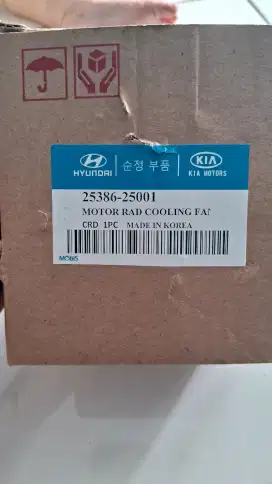 HYUNDAI
순정 부품
KIA
KIA MOTORS
25386-25001
MOTOR RAD COOLING FA
CRD 1PC MADE IN KOREA
MOBIS